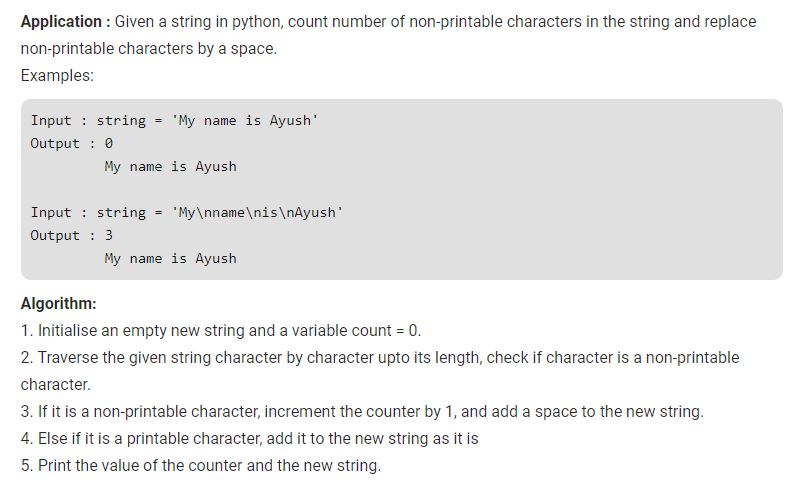 Application : Given a string in python, count number of non-printable characters in the string and replace
non-printable characters by a space.
Examples:
Input : string = 'My name is Ayush'
Output : 0
My name is Ayush
Input : string = 'My\nname\nis\nAyush'
Output : 3
My name is Ayush
Algorithm:
1. Initialise an empty new string and a variable count = 0.
2. Traverse the given string character by character upto its length, check if character is a non-printable
character.
3. If it is a non-printable character, increment the counter by 1, and add a space to the new string.
4. Else if it is a printable character, add it to the new string as it is
5. Print the value of the counter and the new string.